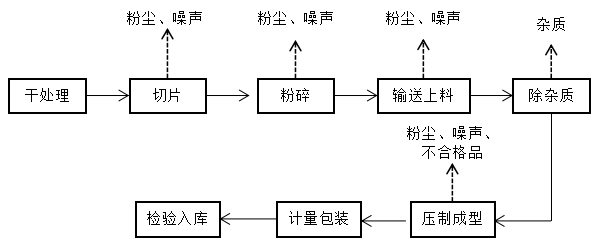 粉尘、噪声
粉尘、噪声
粉尘、噪声
杂质
干处理
切片
粉碎
输送上料
除杂质
粉尘、噪声、
不合格品
检验入库
计量包装
压制成型